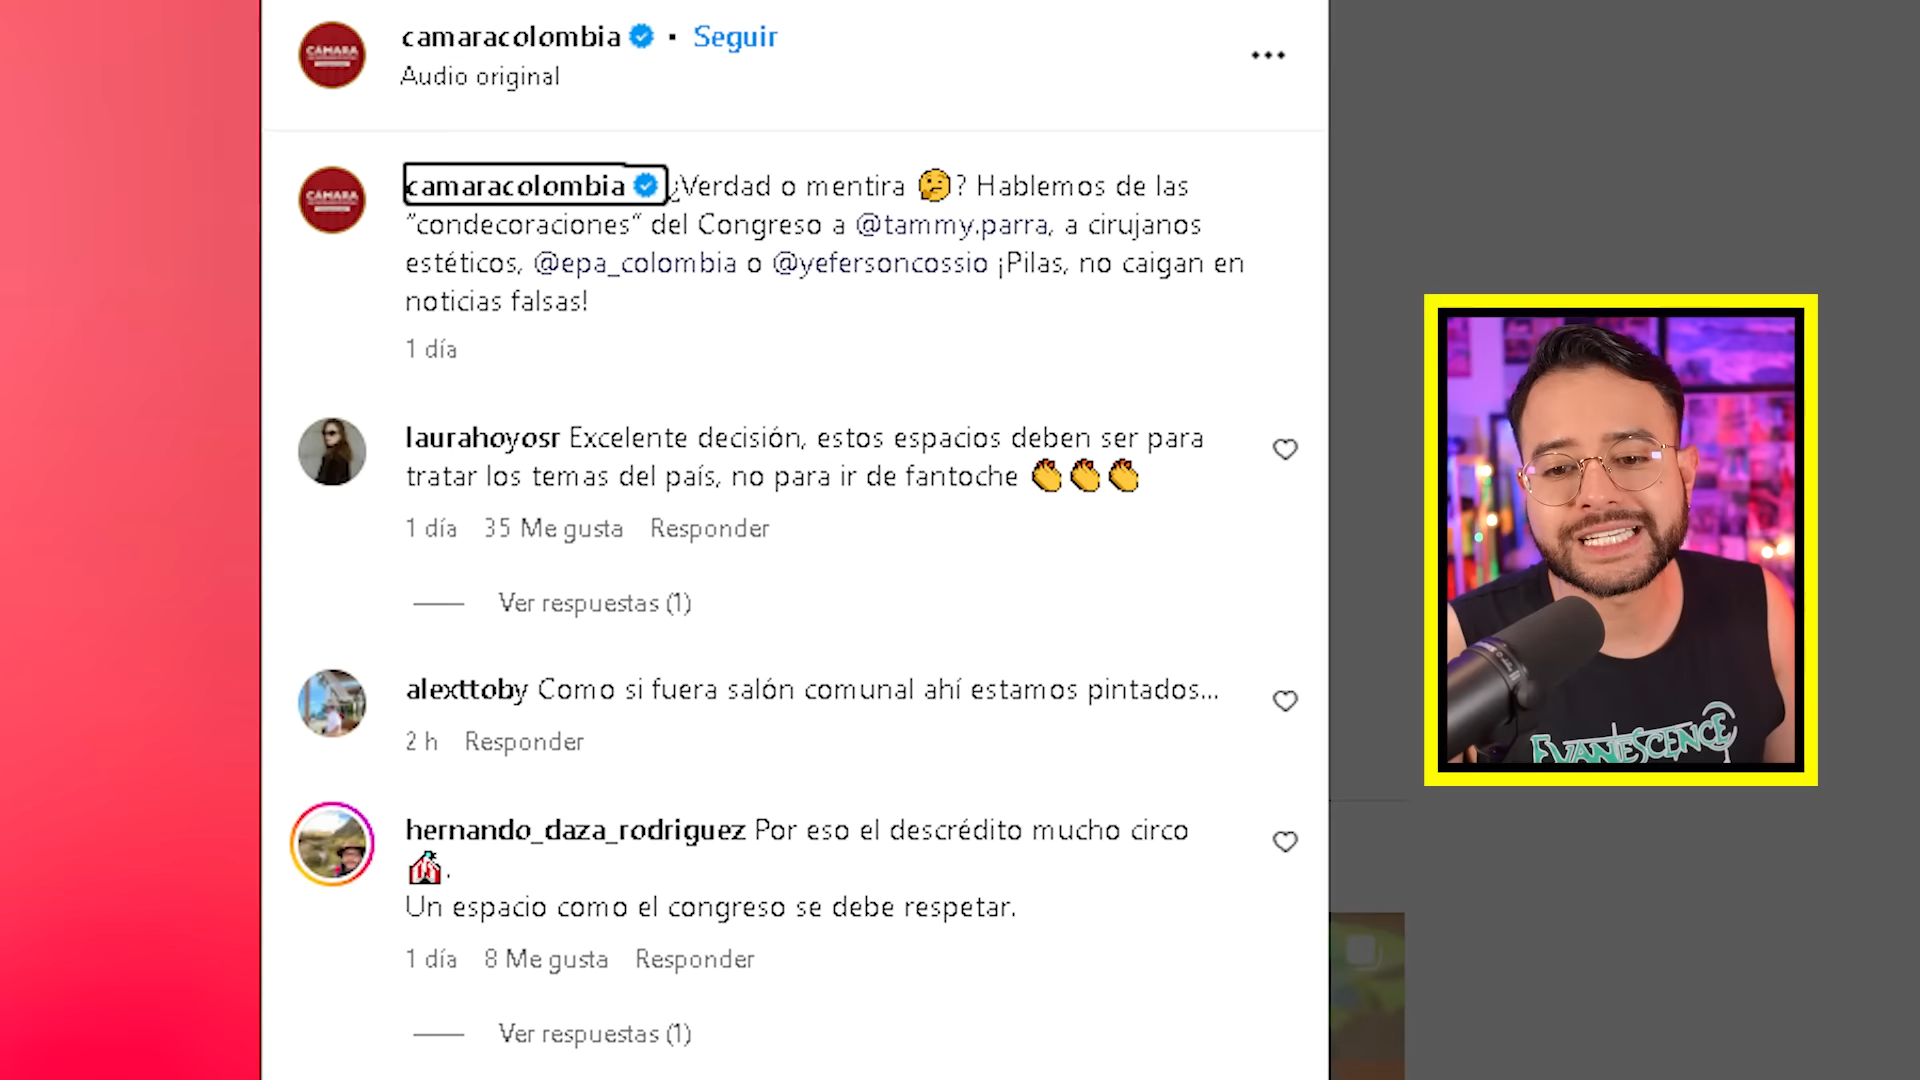 camaracolombia • Seguir
Audio original
CÁMARA
CÁMARA
camaracolombia ¿Verdad o mentira 🤔? Hablemos de las
“condecoraciones“ del Congreso a @tammy.parra, a cirujanos
estéticos, @epa_colombia o @yefersoncossio ¡Pilas, no caigan en
noticias falsas!
1 día
laurahoyosr Excelente decisión, estos espacios deben ser para
tratar los temas del país, no para ir de fantoche 👏👏👏
1 día 35 Me gusta Responder
Ver respuestas (1)
alexttoby Como si fuera salón comunal ahí estamos pintados...
2 h Responder
hernando_daza_rodriguez Por eso el descrédito mucho circo
🎪.
Un espacio como el congreso se debe respetar.
1 día 8 Me gusta Responder
Ver respuestas (1)
EVANESCENCE